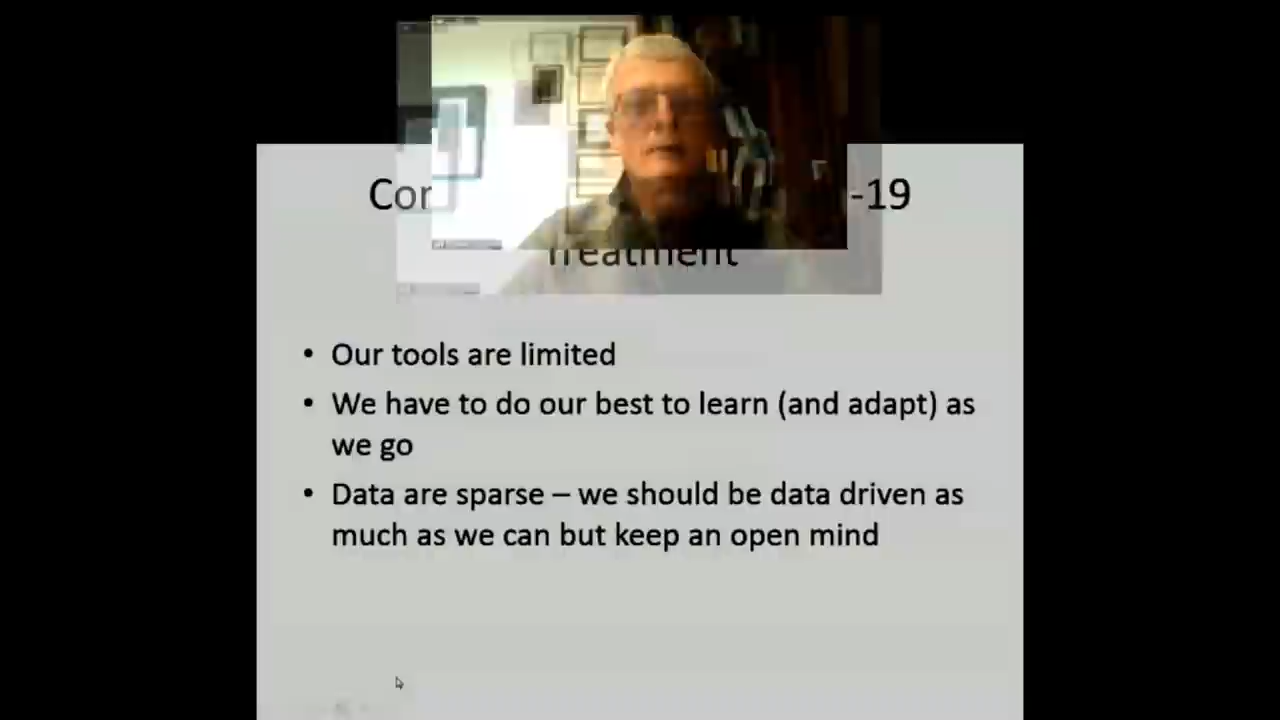 -19
Treatment
• Our tools are limited
• We have to do our best to learn (and adapt) as
we go
• Data are sparse – we should be data driven as
much as we can but keep an open mind